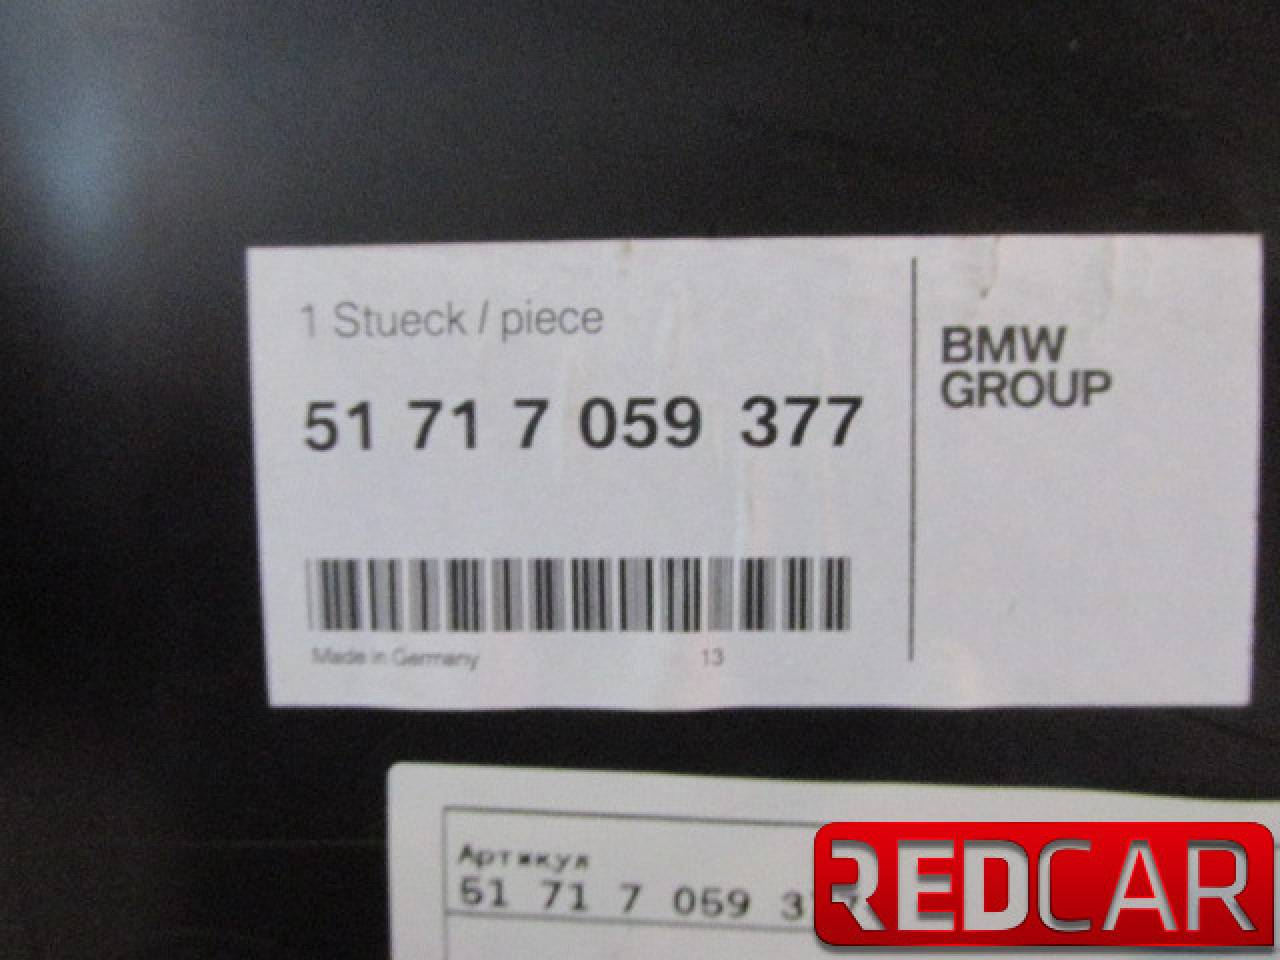 1 Stueck / piece
51 71 7 059 377
BMW
GROUP
Made in Germany 13
Артикул
51 71 7 059 37
REDCAR